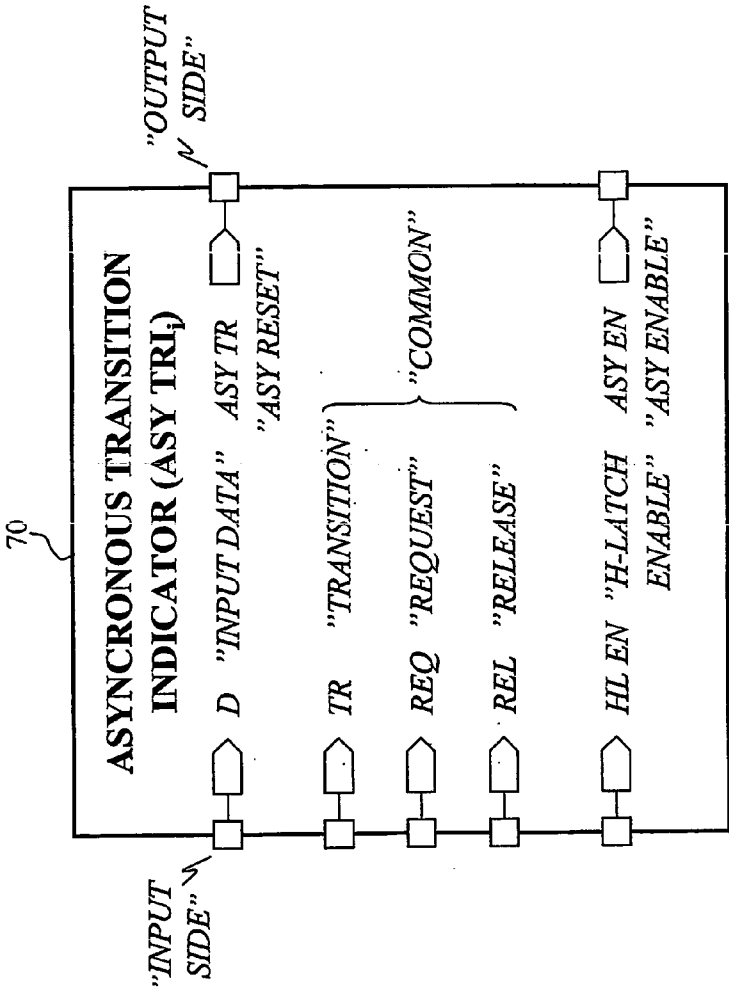 70
ASYNCRONOUS TRANSITION
INDICATOR (ASY TRIi)
"INPUT
SIDE"
"OUTPUT
SIDE"
D "INPUT DATA" ASY TR
"ASY RESET"
TR "TRANSITION"
REQ "REQUEST"
"COMMON"
REL "RELEASE"
HL EN "H-LATCH ASY EN
ENABLE" "ASY ENABLE"